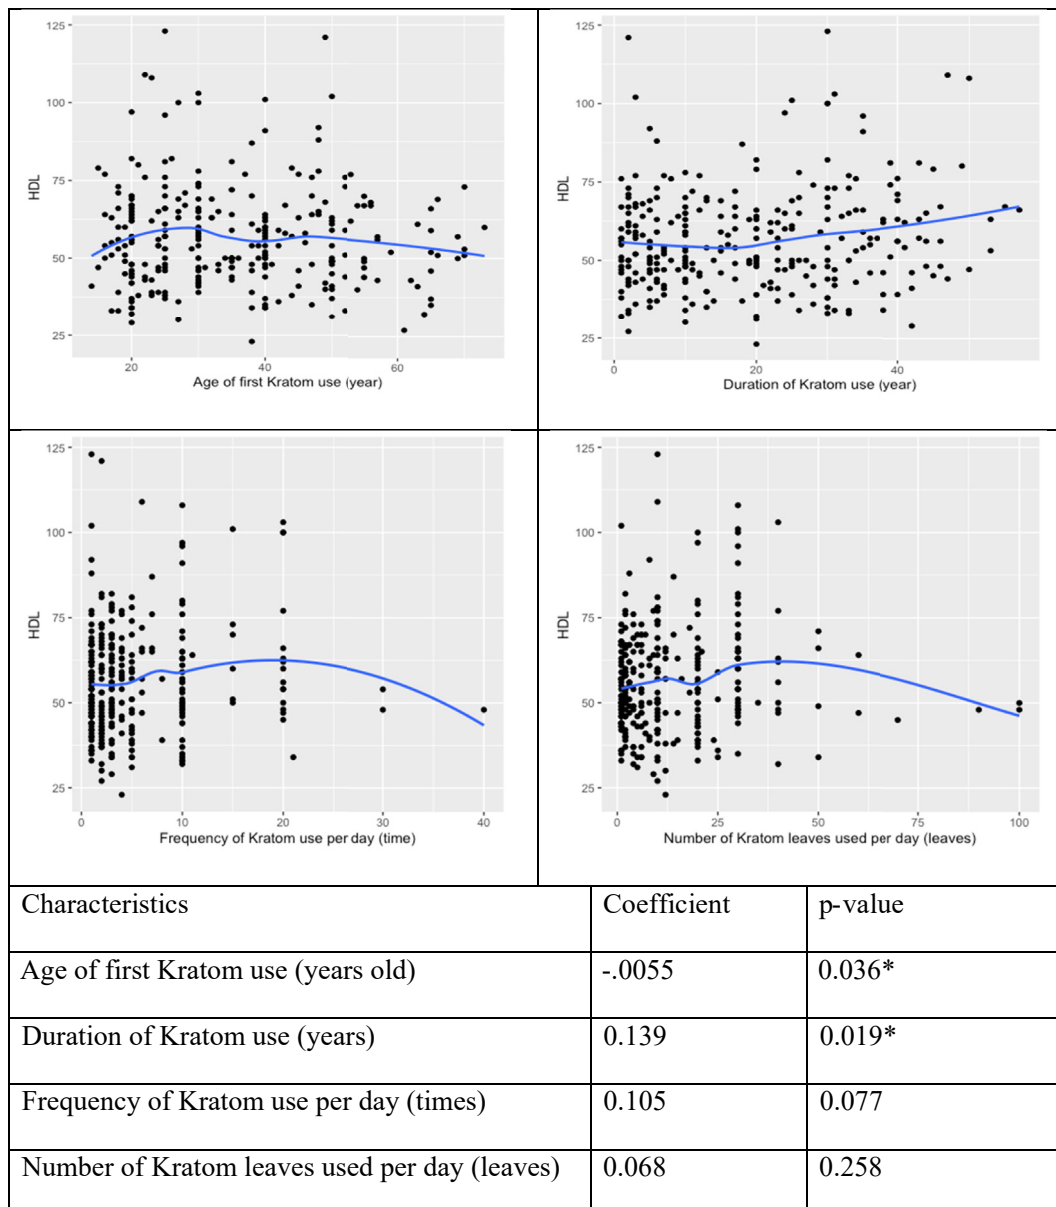 125
100
75
50
25
HDL
20
40
60
Age of first Kratom use (year)
125
100
75
50
25
HDL
0
20
40
Duration of Kratom use (year)
125
100
75
50
25
HDL
0
10
20
30
40
Frequency of Kratom use per day (time)
125
100
75
50
25
HDL
0
25
50
75
100
Number of Kratom leaves used per day (leaves)
Characteristics Coefficient p-value
Age of first Kratom use (years old) -.0055 0.036*
Duration of Kratom use (years) 0.139 0.019*
Frequency of Kratom use per day (times) 0.105 0.077
Number of Kratom leaves used per day (leaves) 0.068 0.258